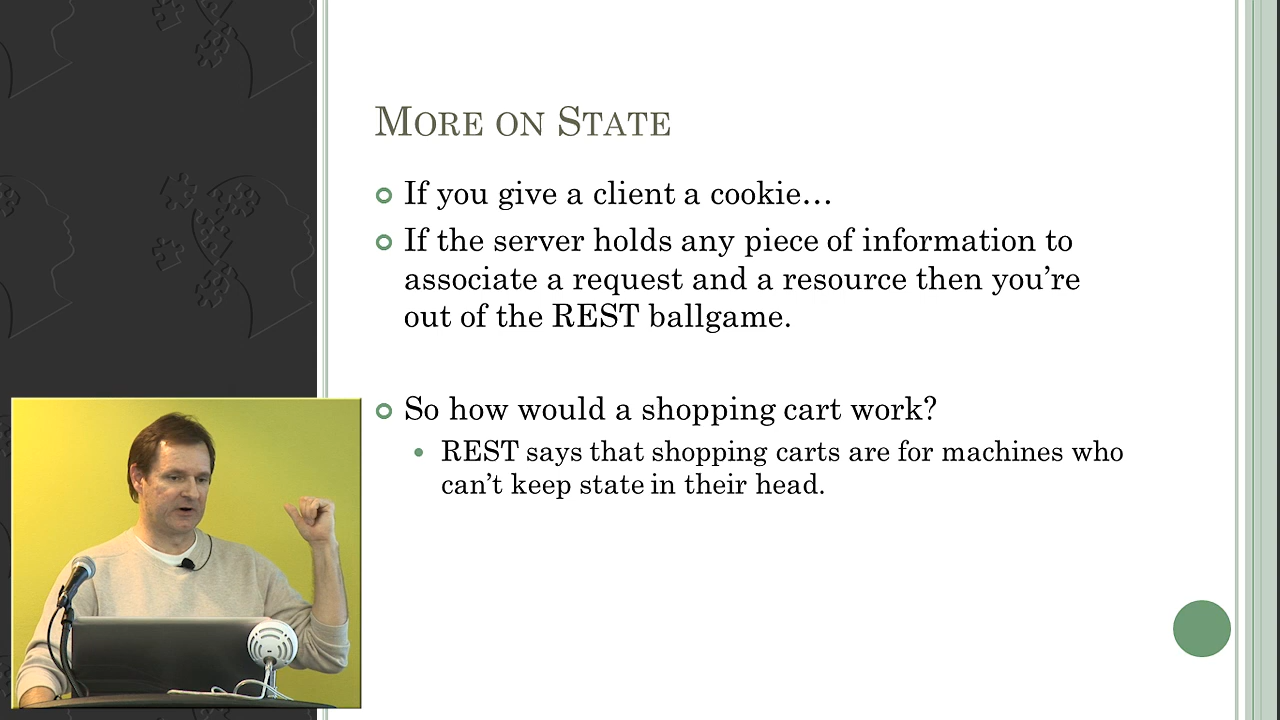 MORE ON STATE
If you give a client a cookie…
If the server holds any piece of information to
associate a request and a resource then you're
out of the REST ballgame.
So how would a shopping cart work?
REST says that shopping carts are for machines who
can't keep state in their head.